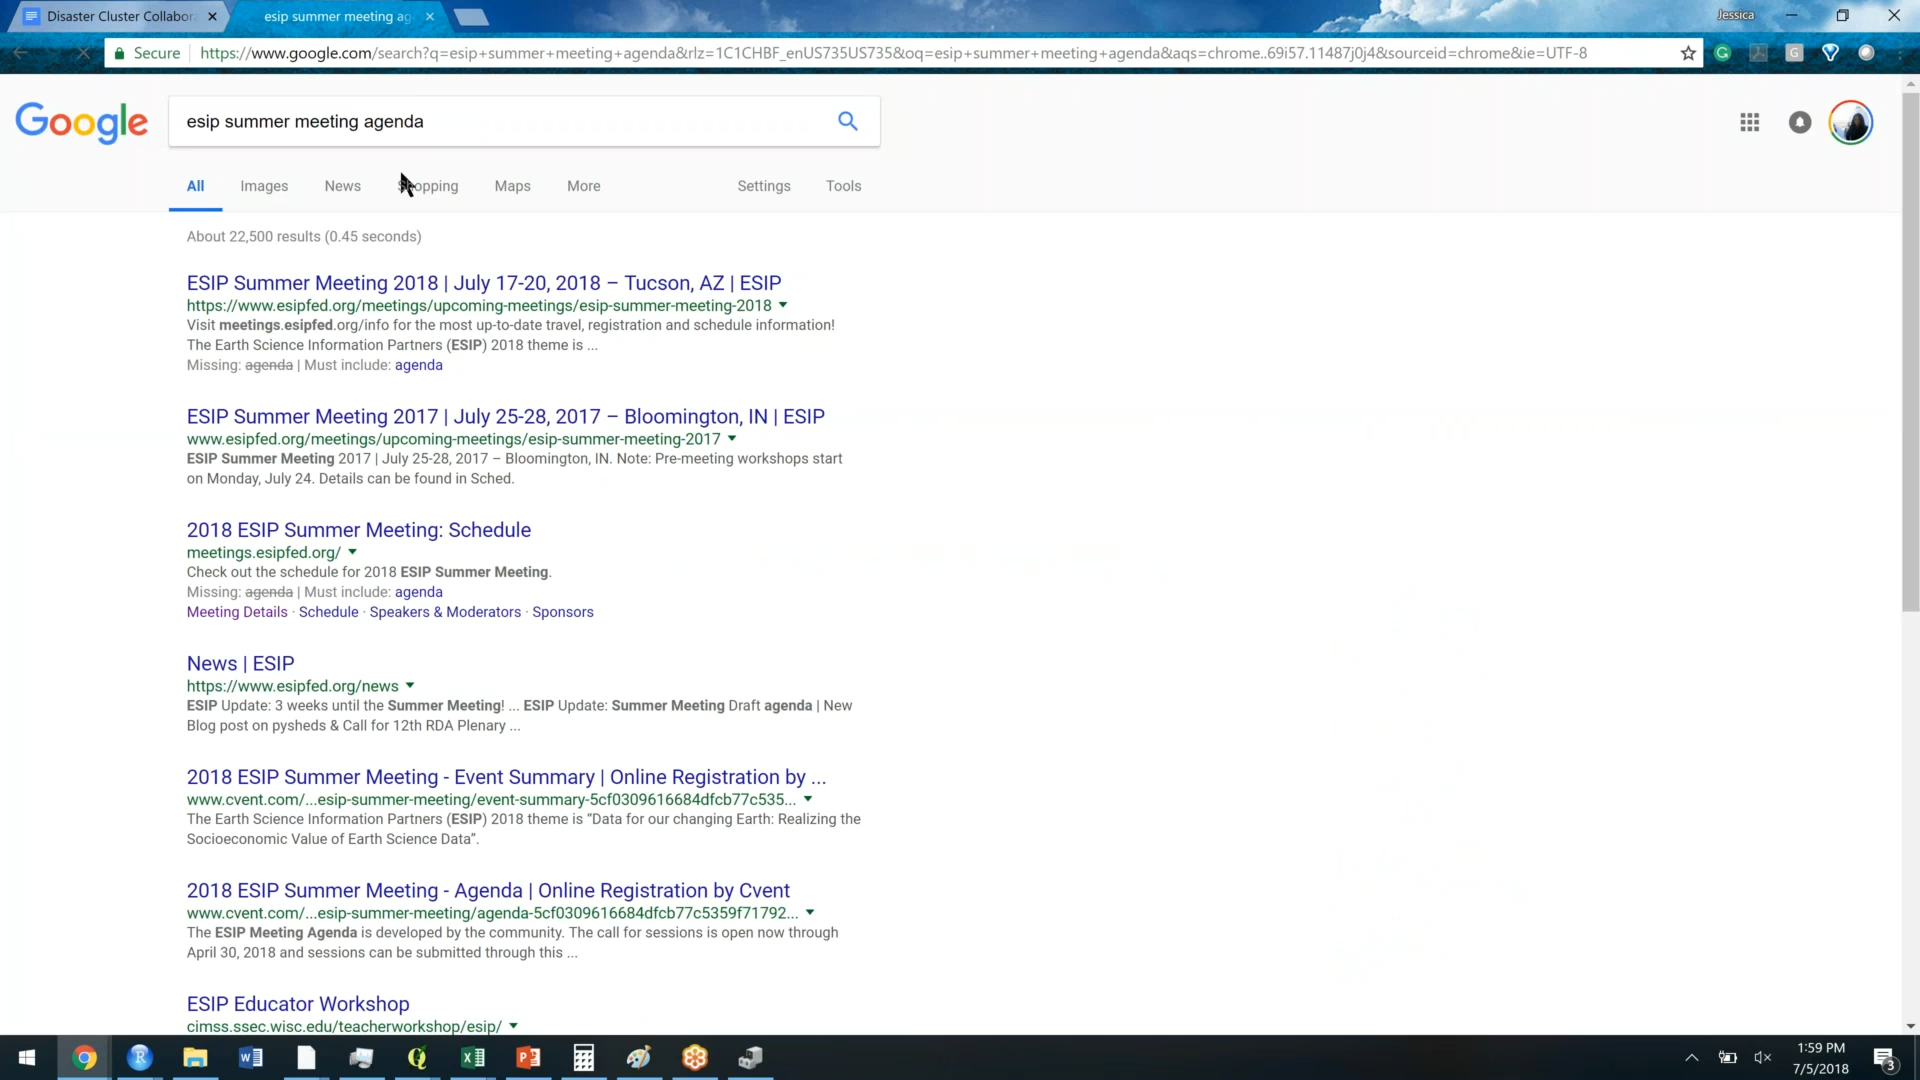 Disaster Cluster Collabor
esip summer meeting ag
Jessica
Secure
https://www.google.com/search?q=esip+summer+meeting+agenda&rlz=1C1CHBF_enUS735US735&oq=esip+summer+meeting+agenda&aqs=chrome..69i57.11487j0j4&sourceid=chrome&ie=UTF-8
Google
esip summer meeting agenda
All Images News Shopping Maps More Settings Tools
About 22,500 results (0.45 seconds)
ESIP Summer Meeting 2018 | July 17-20, 2018 – Tucson, AZ | ESIP
https://www.esipfed.org/meetings/upcoming-meetings/esip-summer-meeting-2018
Visit meetings.esipfed.org/info for the most up-to-date travel, registration and schedule information!
The Earth Science Information Partners (ESIP) 2018 theme is ...
Missing: agenda | Must include: agenda
ESIP Summer Meeting 2017 | July 25-28, 2017 – Bloomington, IN | ESIP
www.esipfed.org/meetings/upcoming-meetings/esip-summer-meeting-2017
ESIP Summer Meeting 2017 | July 25-28, 2017 – Bloomington, IN. Note: Pre-meeting workshops start
on Monday, July 24. Details can be found in Sched.
2018 ESIP Summer Meeting: Schedule
meetings.esipfed.org/
Check out the schedule for 2018 ESIP Summer Meeting.
Missing: agenda | Must include: agenda
Meeting Details · Schedule · Speakers & Moderators · Sponsors
News | ESIP
https://www.esipfed.org/news
ESIP Update: 3 weeks until the Summer Meeting! ... ESIP Update: Summer Meeting Draft agenda | New
Blog post on pysheds & Call for 12th RDA Plenary ...
2018 ESIP Summer Meeting - Event Summary | Online Registration by ...
www.cvent.com/...esip-summer-meeting/event-summary-5cf0309616684dfcb77c535...
The Earth Science Information Partners (ESIP) 2018 theme is "Data for our changing Earth: Realizing the
Socioeconomic Value of Earth Science Data".
2018 ESIP Summer Meeting - Agenda | Online Registration by Cvent
www.cvent.com/...esip-summer-meeting/agenda-5cf0309616684dfcb77c5359f71792...
The ESIP Meeting Agenda is developed by the community. The call for sessions is open now through
April 30, 2018 and sessions can be submitted through this ...
ESIP Educator Workshop
cimss.ssec.wisc.edu/teacherworkshop/esip/
1:59 PM
7/5/2018
3